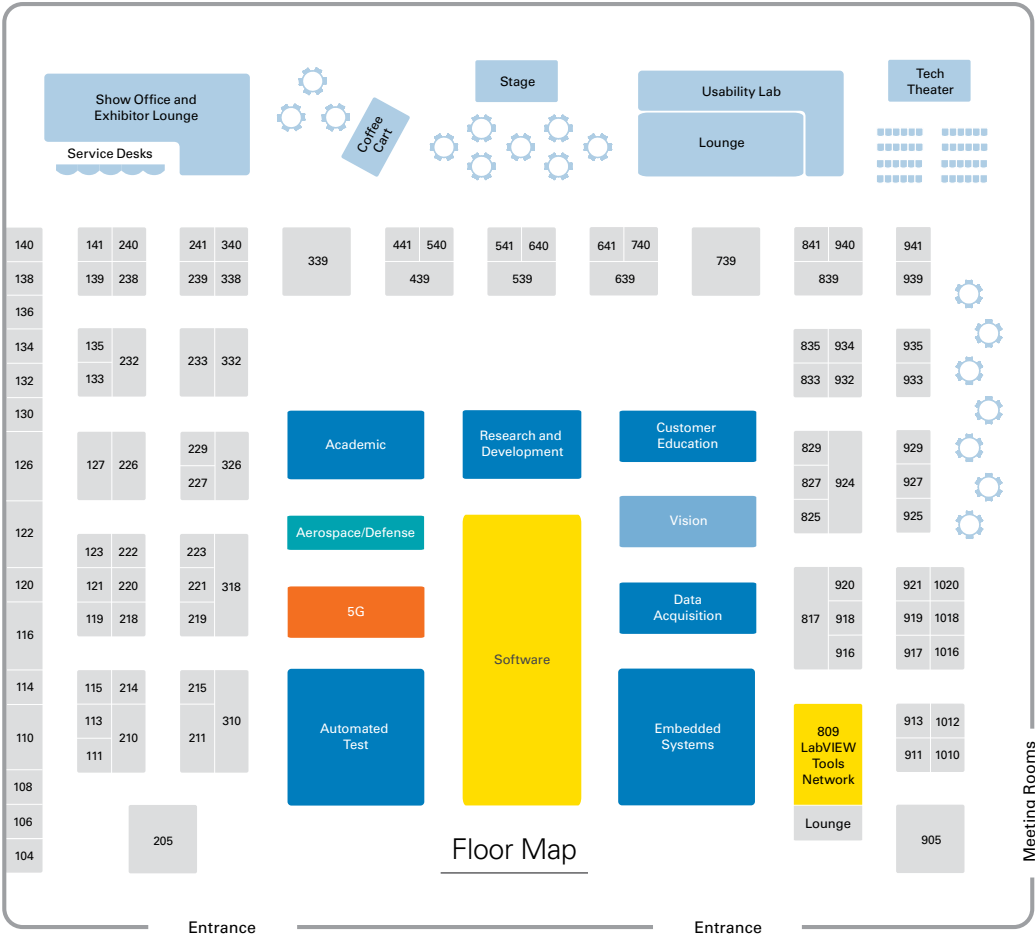 Show Office and
Exhibitor Lounge
Service Desks
Coffee
Cart
Stage
Usability Lab
Lounge
Tech
Theater
140 141 240 241 340 339 441 540 541 640 641 740 739 841 940 941
138 139 238 239 338 439 539 639 839 939
136
134 135 232 233 332 835 934 935
132 133 833 932 933
130
Academic
Research and
Development
Customer
Education
126 127 226 229 326 829 924 929
227 827 927
825 925
122
Aerospace/Defense
Vision
123 222 223 318
120 121 220 221 817 920 921 1020
119 218 219 918 919 1018
116 916 917 1016
5G
Data
Acquisition
Software
114 115 214 215 310
110 113 210 211
111
Automated
Test
Embedded
Systems
809
LabVIEW
Tools
Network
913 1012
911 1010
108
106 205 Lounge 905
104
Floor Map
Meeting Rooms
Entrance Entrance